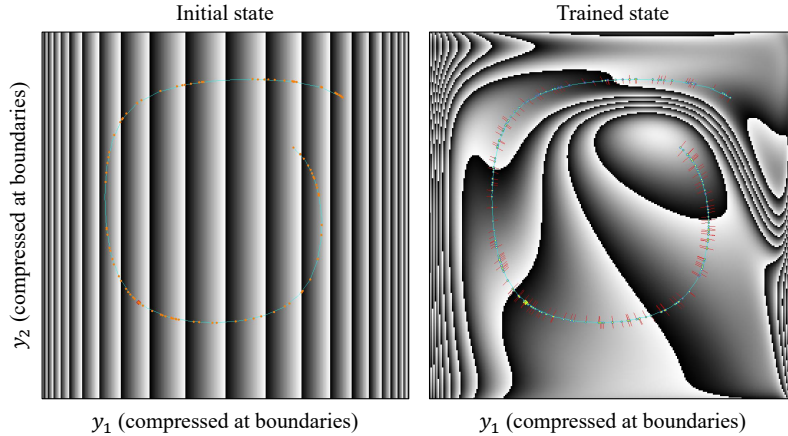 Initial state
Trained state
y₂ (compressed at boundaries)
y₁ (compressed at boundaries)
y₁ (compressed at boundaries)